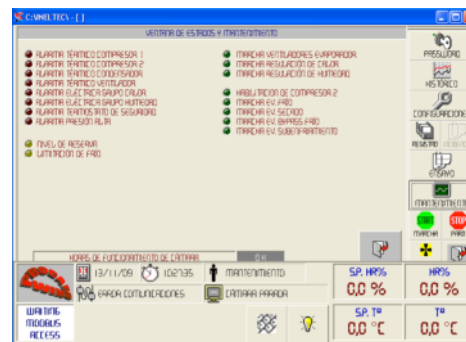 C:\INELTEC\ - [ ]
VENTANA DE ESTADOS Y MANTENIMIENTO
ALARMA TÉRMICO COMPRESOR 1
ALARMA TÉRMICO COMPRESOR 2
ALARMA TÉRMICO CONDENSADOR
ALARMA TÉRMICO VENTILADOR
ALARMA ELÉCTRICA GRUPO CALOR
ALARMA ELÉCTRICA GRUPO HUMEDAD
ALARMA TERMOSTATO DE SEGURIDAD
ALARMA PRESIÓN ALTA
NIVEL DE RESERVA
LIMITACIÓN DE FRÍO
MARCHA VENTILADORES EVAPORADOR
MARCHA REGULACIÓN DE CALOR
MARCHA REGULACIÓN DE HUMEDAD
HABILITACIÓN DE COMPRESOR 2
MARCHA EV. FRÍO
MARCHA EV. SECADO
MARCHA EV. BYPASS FRÍO
MARCHA EV. SUBENFRIAMIENTO
HORAS DE FUNCIONAMIENTO DE CÁMARA
0 H
PASSWORD
HISTÓRICO
CONFIGURACIONES
REGISTRO
ENSAYO
MANTENIMIENTO
START
STOP
MARCHA
PARO
13/11/09
10:27:35
MANTENIMIENTO
ERROR COMUNICACIONES
CÁMARA PARADA
S.P. HR%
0,0 %
HR%
0,0 %
WAITING
MODBUS
ACCESS
S.P. Tª
0,0 °C
Tª
0,0 °C